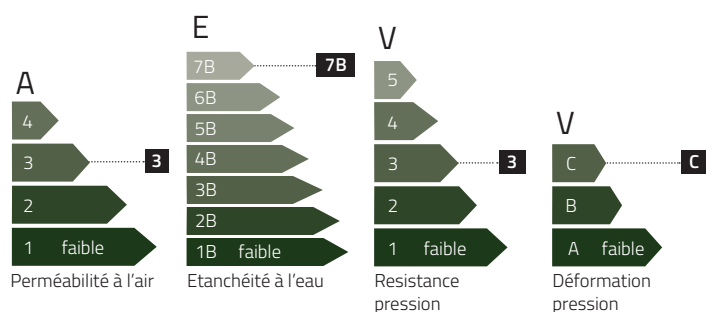 A
4
3
3
2
1 faible
Perméabilité à l’air
E
7B
7B
6B
5B
4B
3B
2B
1B faible
Etanchéité à l’eau
V
5
4
3
3
2
1 faible
Resistance
pression
V
C
C
B
A faible
Déformation
pression